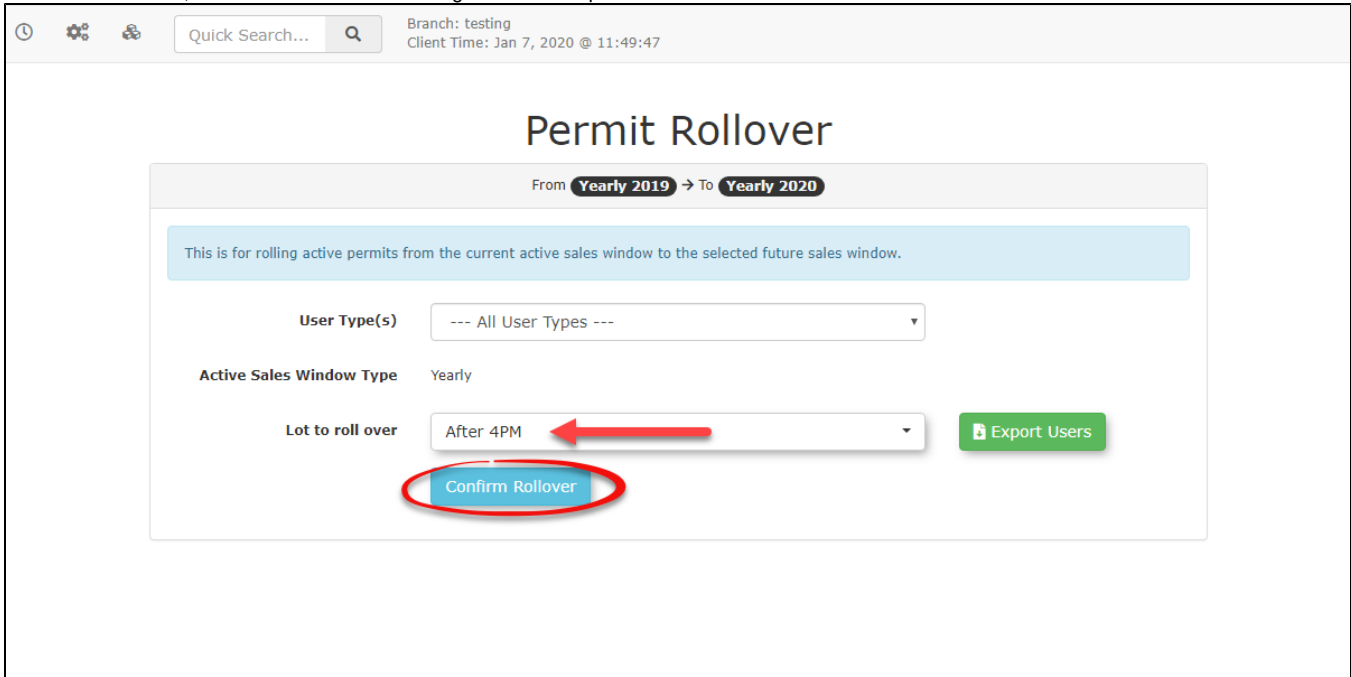 Quick Search...
Branch: testing
Client Time: Jan 7, 2020 @ 11:49:47
Permit Rollover
From Yearly 2019 → To Yearly 2020
This is for rolling active permits from the current active sales window to the selected future sales window.
User Type(s) --- All User Types ---
Active Sales Window Type Yearly
Lot to roll over After 4PM Export Users
Confirm Rollover